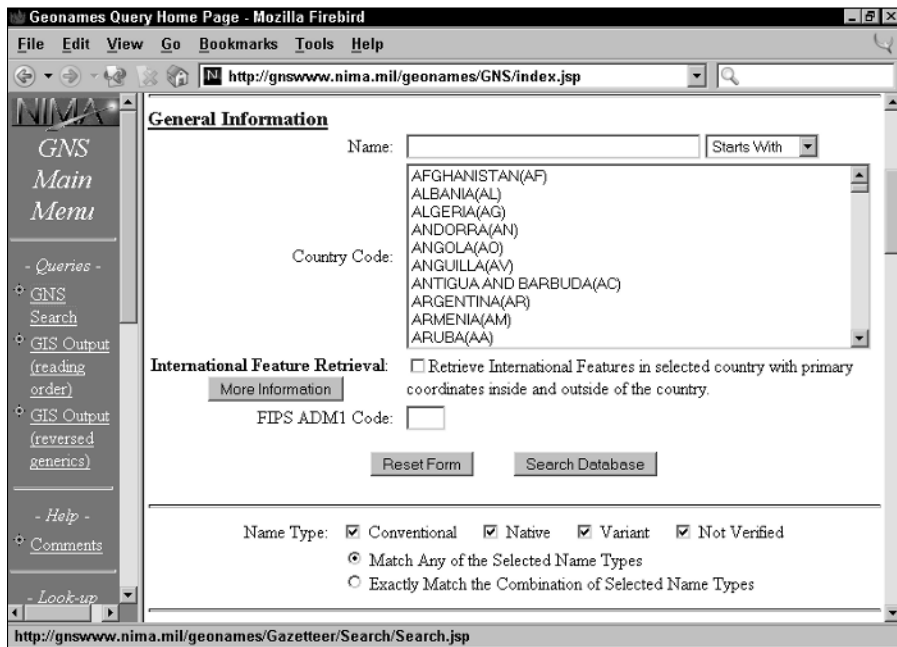 Geonames Query Home Page - Mozilla Firebird
File Edit View Go Bookmarks Tools Help
N http://gnswww.nima.mil/geonames/GNS/index.jsp
NIMA
GNS
Main
Menu
- Queries -
GNS
Search
GIS Output
(reading
order)
GIS Output
(reversed
generics)
- Help -
Comments
- Look-up
General Information
Name: Starts With
Country Code:
AFGHANISTAN(AF)
ALBANIA(AL)
ALGERIA(AG)
ANDORRA(AN)
ANGOLA(AO)
ANGUILLA(AV)
ANTIGUA AND BARBUDA(AC)
ARGENTINA(AR)
ARMENIA(AM)
ARUBA(AA)
International Feature Retrieval: Retrieve International Features in selected country with primary
More Information coordinates inside and outside of the country.
FIPS ADM1 Code:
Reset Form Search Database
Name Type: Conventional Native Variant Not Verified
Match Any of the Selected Name Types
Exactly Match the Combination of Selected Name Types
http://gnswww.nima.mil/geonames/Gazetteer/Search/Search.jsp